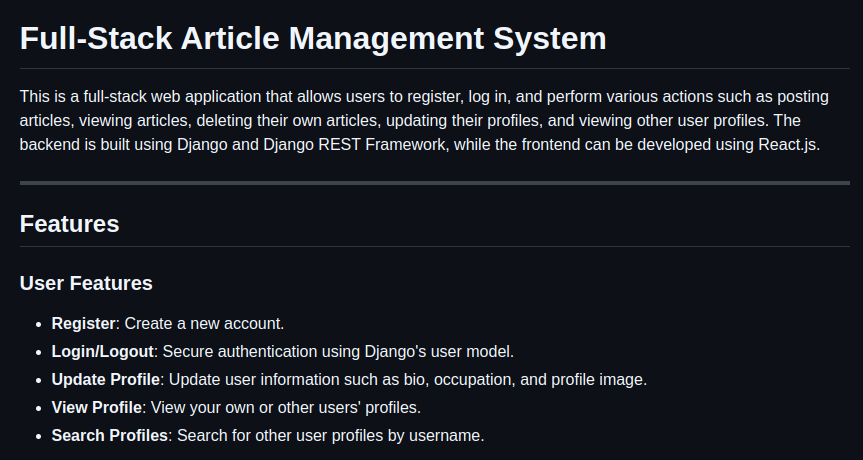 Full-Stack Article Management System
This is a full-stack web application that allows users to register, log in, and perform various actions such as posting
articles, viewing articles, deleting their own articles, updating their profiles, and viewing other user profiles. The
backend is built using Django and Django REST Framework, while the frontend can be developed using React.js.
Features
User Features
• Register: Create a new account.
• Login/Logout: Secure authentication using Django's user model.
• Update Profile: Update user information such as bio, occupation, and profile image.
• View Profile: View your own or other users' profiles.
• Search Profiles: Search for other user profiles by username.